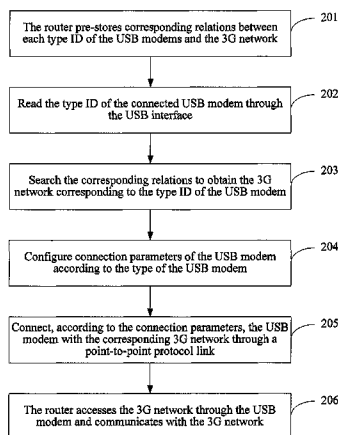 The router pre-stores corresponding relations between
each type ID of the USB modems and the 3G network
201
Read the type ID of the connected USB modem through
the USB interface
202
Search the corresponding relations to obtain the 3G
network corresponding to the type ID of the USB modem
203
Configure connection parameters of the USB modem
according to the type of the USB modem
204
Connect, according to the connection parameters, the USB
modem with the corresponding 3G network through a
point-to-point protocol link
205
The router accesses the 3G network through the USB
modem and communicates with the 3G network
206